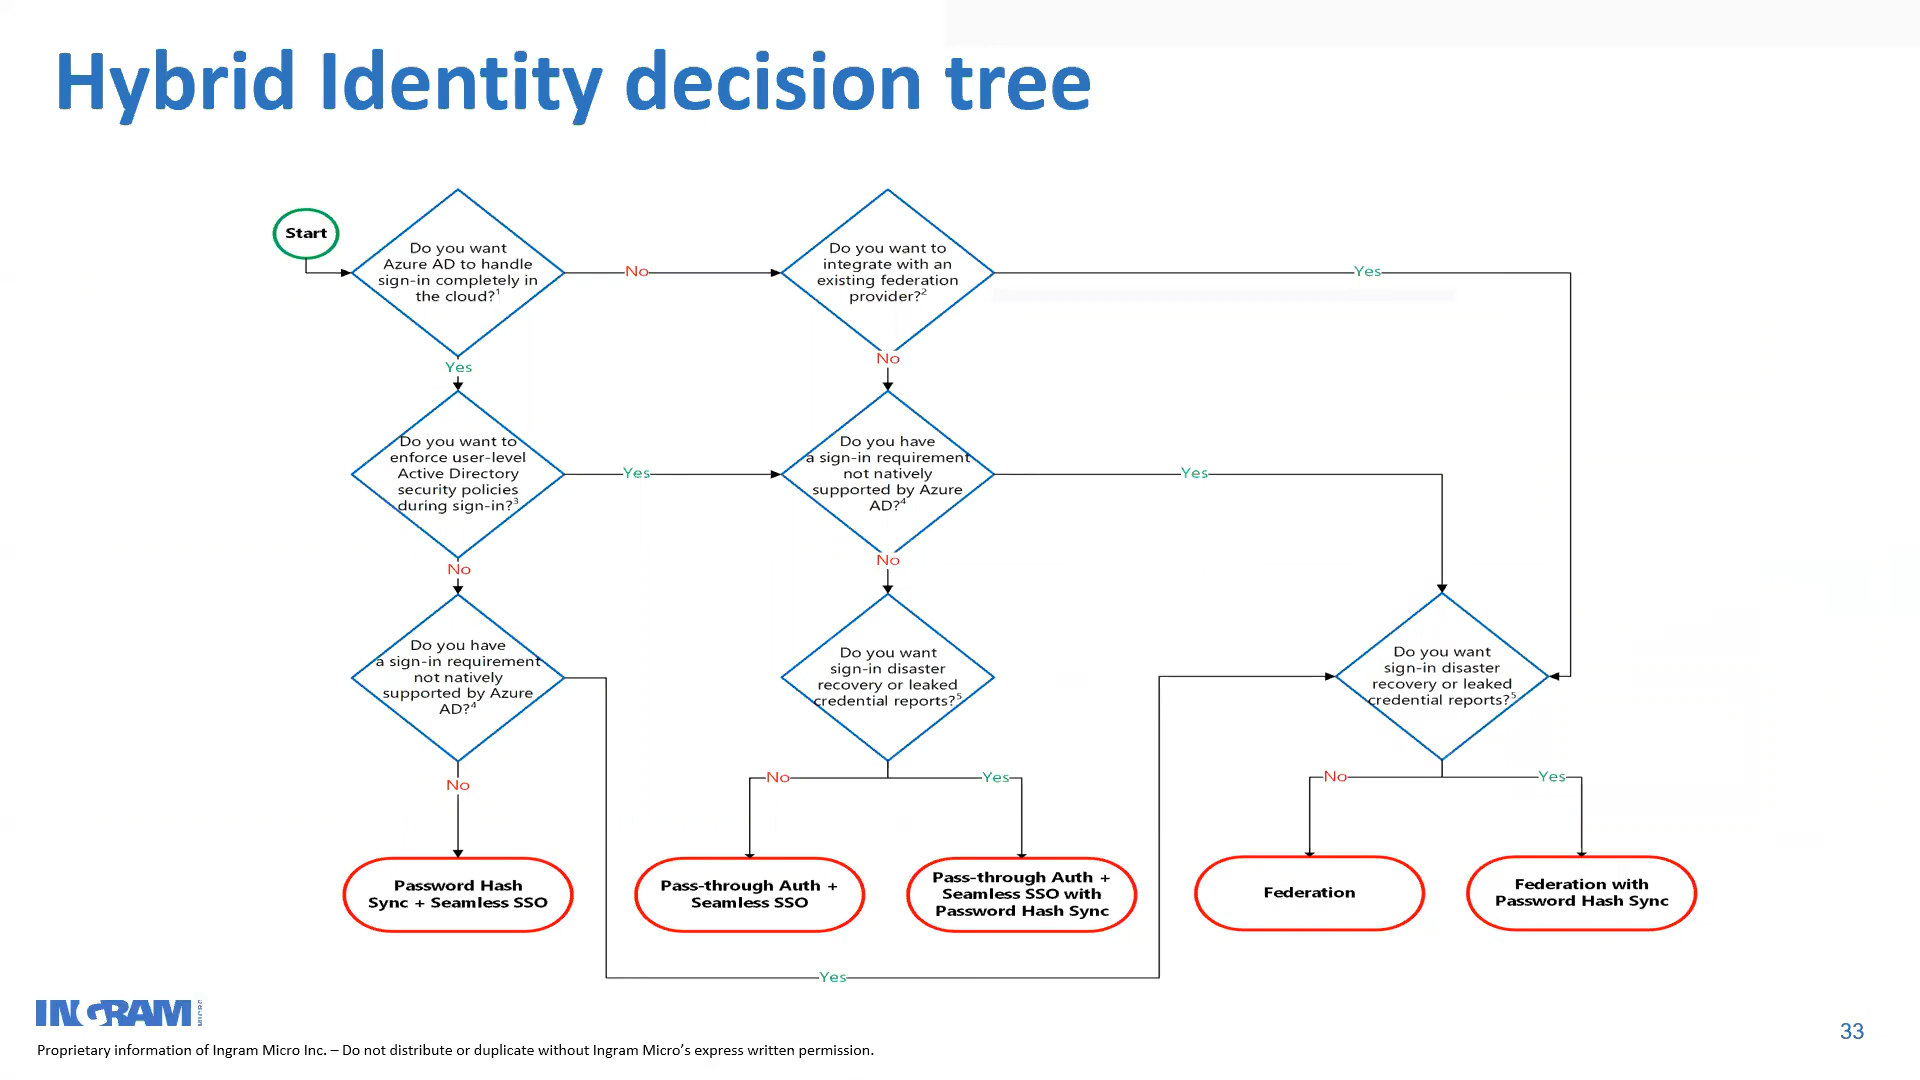 Hybrid Identity decision tree
Start
Do you want
Azure AD to handle
sign-in completely in
the cloud?¹
No
Do you want to
integrate with an
existing federation
provider?²
Yes
Yes
No
Do you want to
enforce user-level
Active Directory
security policies
during sign-in?³
Yes
Do you have
a sign-in requirement
not natively
supported by Azure
AD?⁴
Yes
No
No
Do you have
a sign-in requirement
not natively
supported by Azure
AD?⁴
Do you want
sign-in disaster
recovery or leaked
credential reports?⁵
Do you want
sign-in disaster
recovery or leaked
credential reports?⁵
No
No
Yes
No
Yes
Password Hash
Sync + Seamless SSO
Pass-through Auth +
Seamless SSO
Pass-through Auth +
Seamless SSO with
Password Hash Sync
Federation
Federation with
Password Hash Sync
Yes
INGRAM MICRO
33
Proprietary information of Ingram Micro Inc. – Do not distribute or duplicate without Ingram Micro's express written permission.